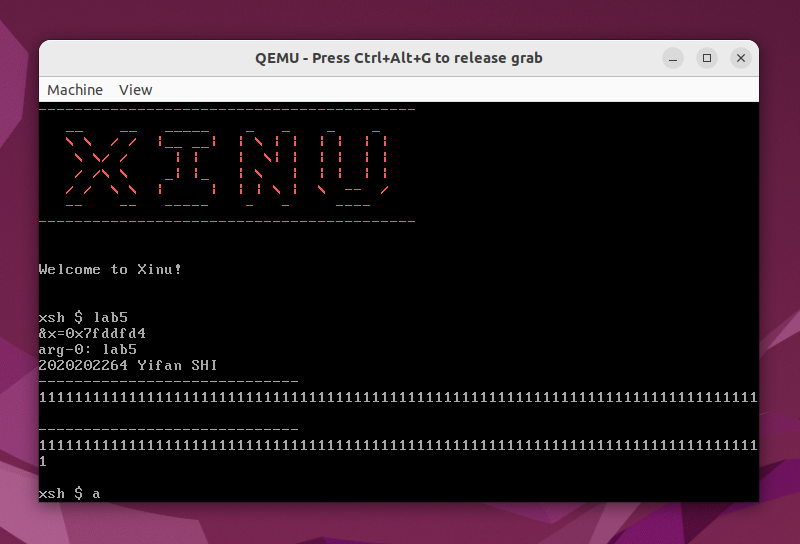 QEMU - Press Ctrl+Alt+G to release grab
Machine View
------------------------------------------
XINU
------------------------------------------
Welcome to Xinu!
xsh $ lab5
&x=0x7fddfd4
arg-0: lab5
2020202264 Yifan SHI
-----------------------------
11111111111111111111111111111111111111111111111111111111111111111111111111111111
-----------------------------
11111111111111111111111111111111111111111111111111111111111111111111111111111111
1
xsh $ a